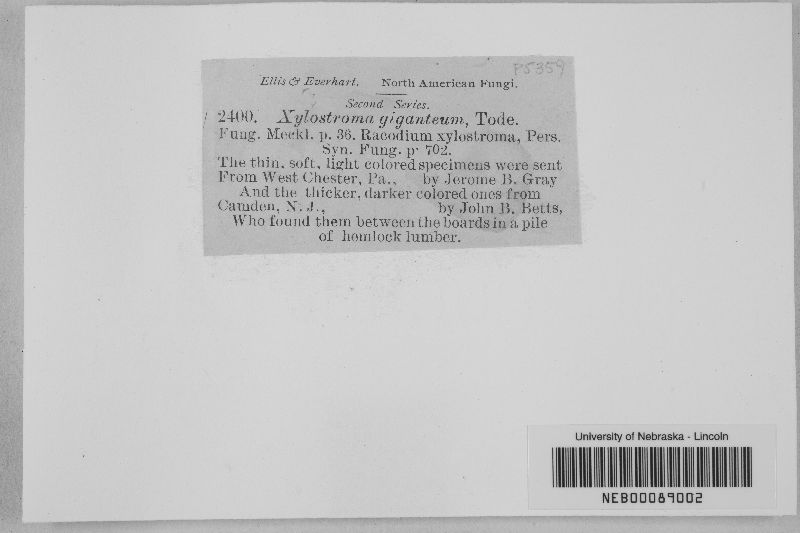 P5359
Ellis & Everhart. North American Fungi.
Second Series.
2400. Xylostroma giganteum, Tode.
Fung. Meckl. p. 36. Racodium xylostroma, Pers.
Syn. Fung. p. 702.
The thin, soft, light colored specimens were sent
From West Chester, Pa., by Jerome B. Gray
And the thicker, darker colored ones from
Camden, N. J., by John B. Betts,
Who found them between the boards in a pile
of hemlock lumber.
University of Nebraska - Lincoln
NEB00089002